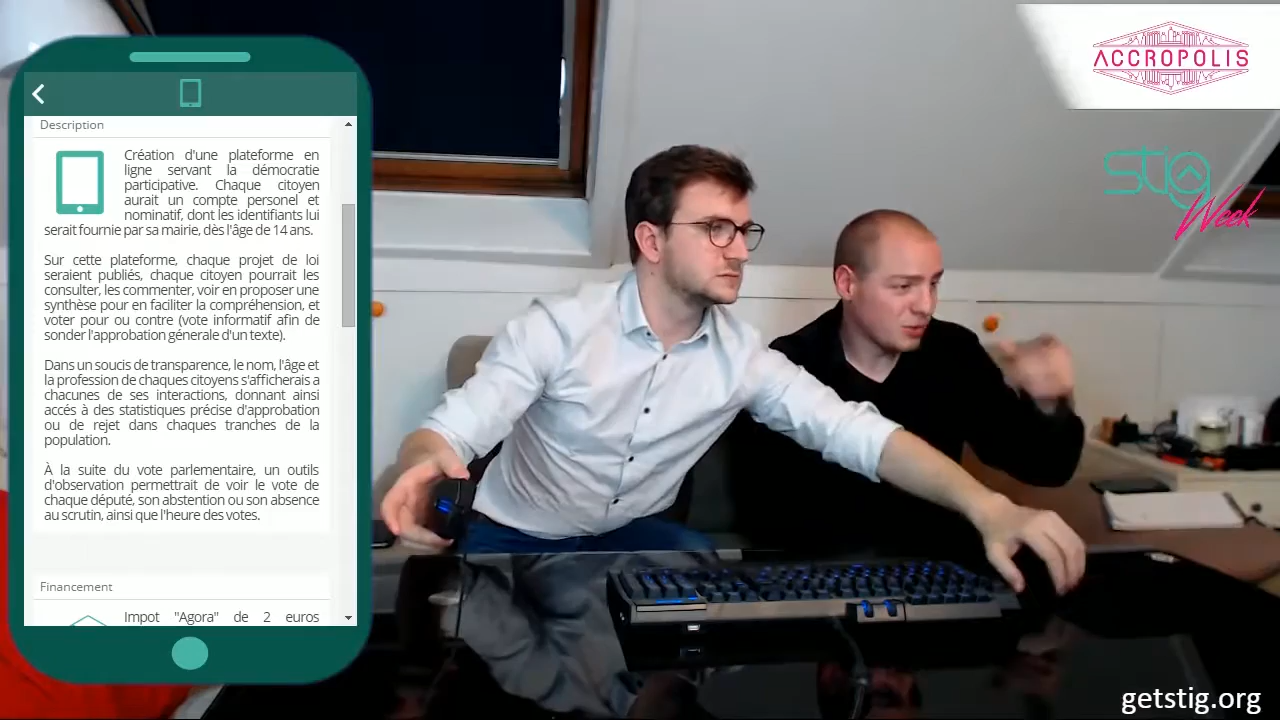 Description
Création d'une plateforme en
ligne servant la démocratie
participative. Chaque citoyen
aurait un compte personel et
nominatif, dont les identifiants lui
serait fournie par sa mairie, dès l'âge de 14 ans.
Sur cette plateforme, chaque projet de loi
seraient publiés, chaque citoyen pourrait les
consulter, les commenter, voir en proposer une
synthèse pour en faciliter la compréhension, et
voter pour ou contre (vote informatif afin de
sonder l'approbation génerale d'un texte).
Dans un soucis de transparence, le nom, l'âge et
la profession de chaques citoyens s'afficherais a
chacunes de ses interactions, donnant ainsi
accés à des statistiques précise d'approbation
ou de rejet dans chaques tranches de la
population.
À la suite du vote parlementaire, un outils
d'observation permettrait de voir le vote de
chaque député, son abstention ou son absence
au scrutin, ainsi que l'heure des votes.
Financement
Impot "Agora" de 2 euros
ACCROPOLIS
stig
Week
getstig.org